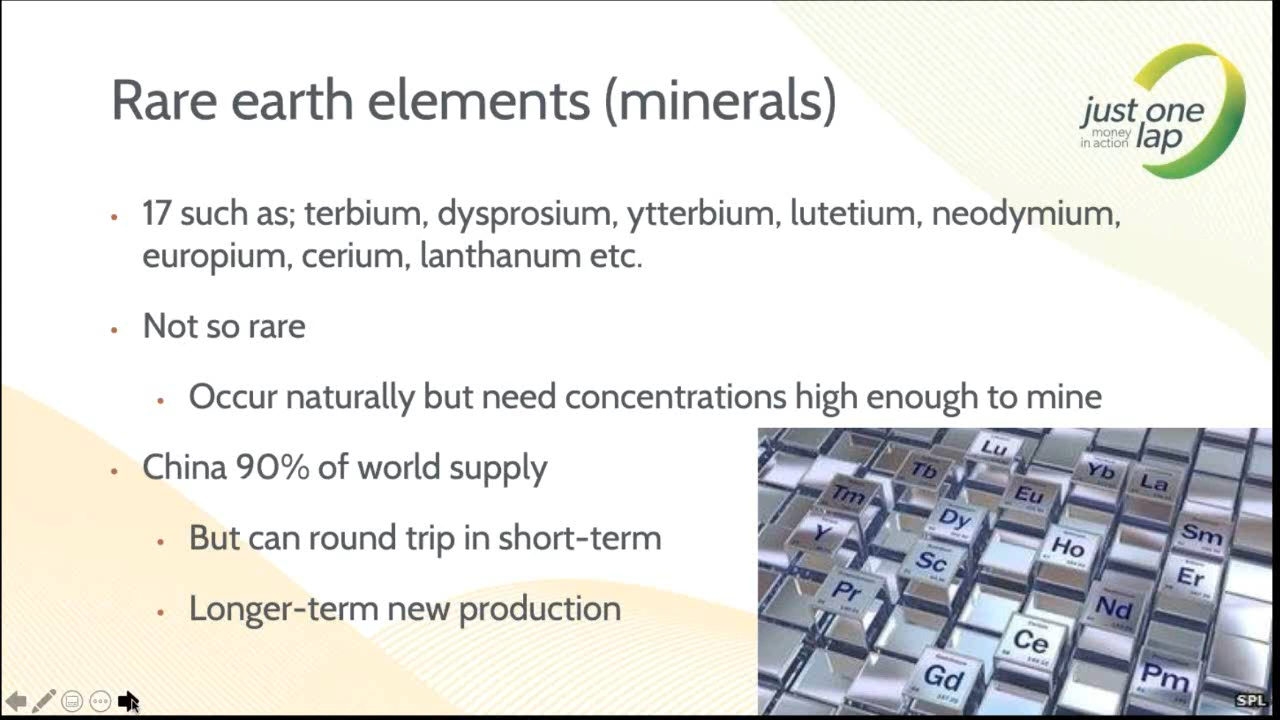 Rare earth elements (minerals)
just one
money
in action lap
• 17 such as; terbium, dysprosium, ytterbium, lutetium, neodymium,
europium, cerium, lanthanum etc.
• Not so rare
• Occur naturally but need concentrations high enough to mine
• China 90% of world supply
• But can round trip in short-term
• Longer-term new production
Lu
Tb
Yb
La
Tm
Eu
Y
Dy
Sm
Ho
Sc
Er
Pr
Nd
Ce
Gd
Pm
SPL